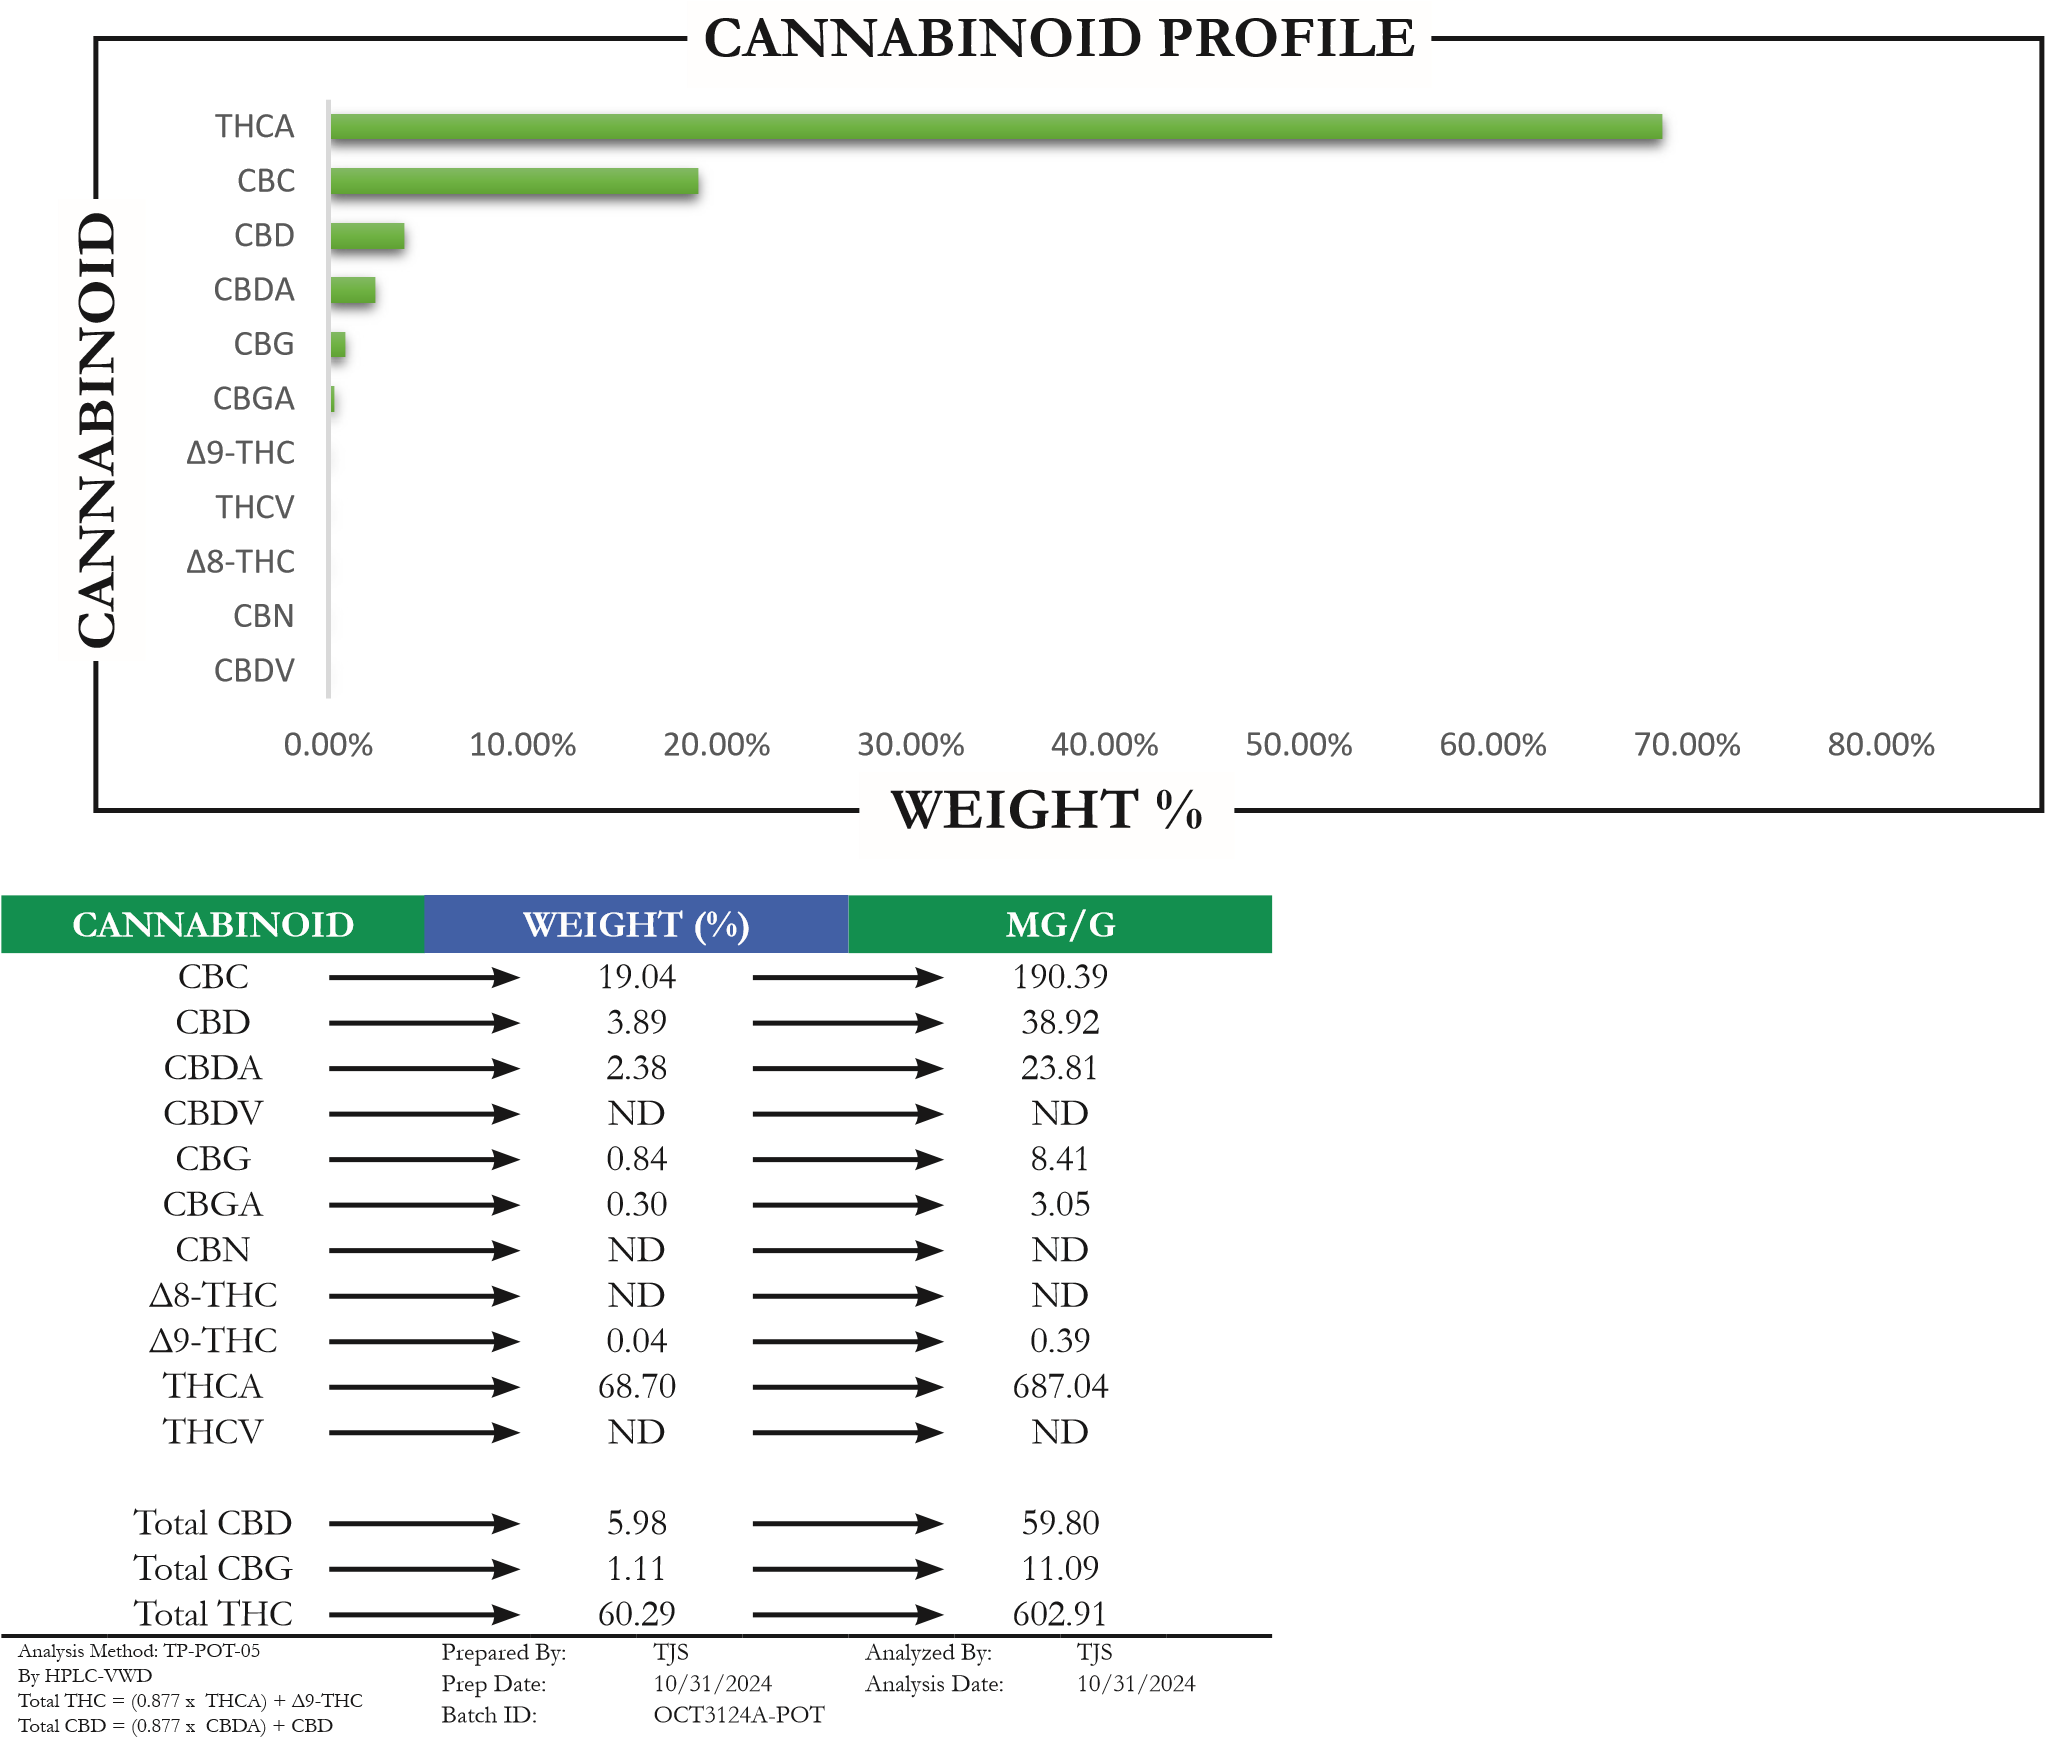 CANNABINOID PROFILE
CANNABINOID
THCA
CBC
CBD
CBDA
CBG
CBGA
Δ9-THC
THCV
Δ8-THC
CBN
CBDV
0.00% 10.00% 20.00% 30.00% 40.00% 50.00% 60.00% 70.00% 80.00%
WEIGHT %
CANNABINOID WEIGHT (%) MG/G
CBC 19.04 190.39
CBD 3.89 38.92
CBDA 2.38 23.81
CBDV ND ND
CBG 0.84 8.41
CBGA 0.30 3.05
CBN ND ND
Δ8-THC ND ND
Δ9-THC 0.04 0.39
THCA 68.70 687.04
THCV ND ND
Total CBD 5.98 59.80
Total CBG 1.11 11.09
Total THC 60.29 602.91
Analysis Method: TP-POT-05
By HPLC-VWD
Total THC = (0.877 x THCA) + Δ9-THC
Total CBD = (0.877 x CBDA) + CBD
Prepared By: TJS
Prep Date: 10/31/2024
Batch ID: OCT3124A-POT
Analyzed By: TJS
Analysis Date: 10/31/2024